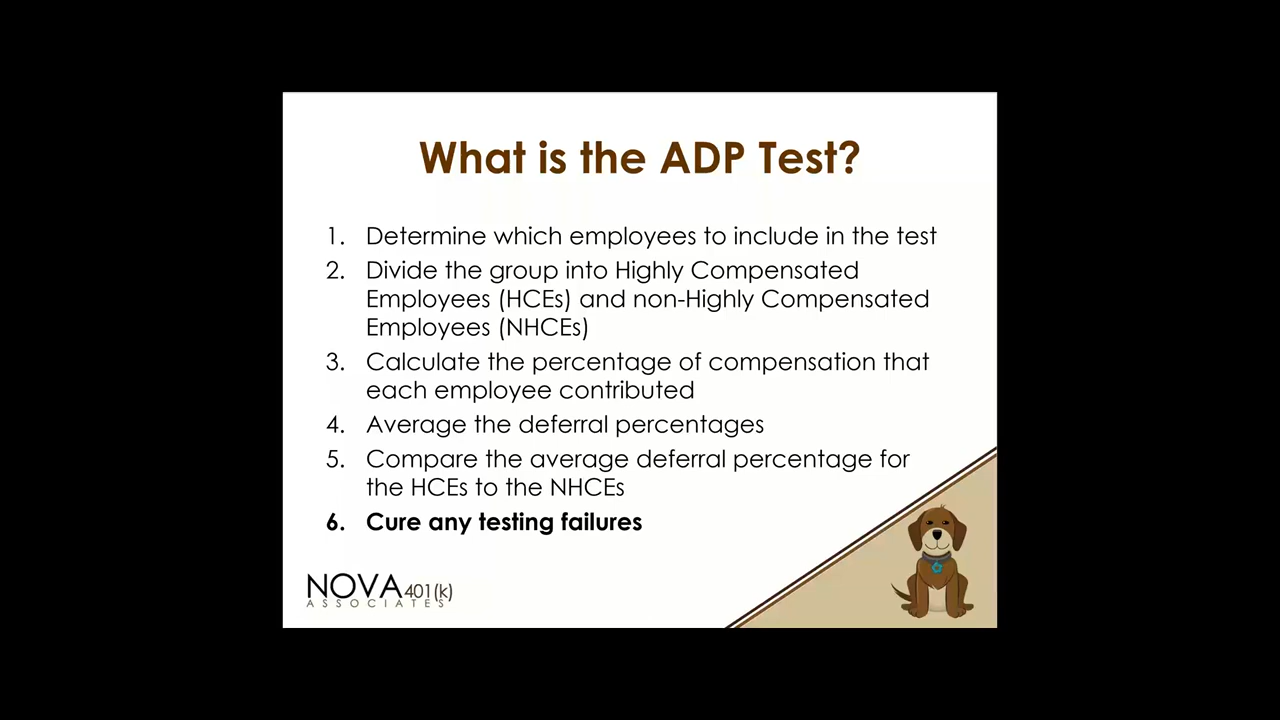 What is the ADP Test?
1. Determine which employees to include in the test
2. Divide the group into Highly Compensated
Employees (HCEs) and non-Highly Compensated
Employees (NHCEs)
3. Calculate the percentage of compensation that
each employee contributed
4. Average the deferral percentages
5. Compare the average deferral percentage for
the HCEs to the NHCEs
6. Cure any testing failures
NOVA 401(k)
ASSOCIATES